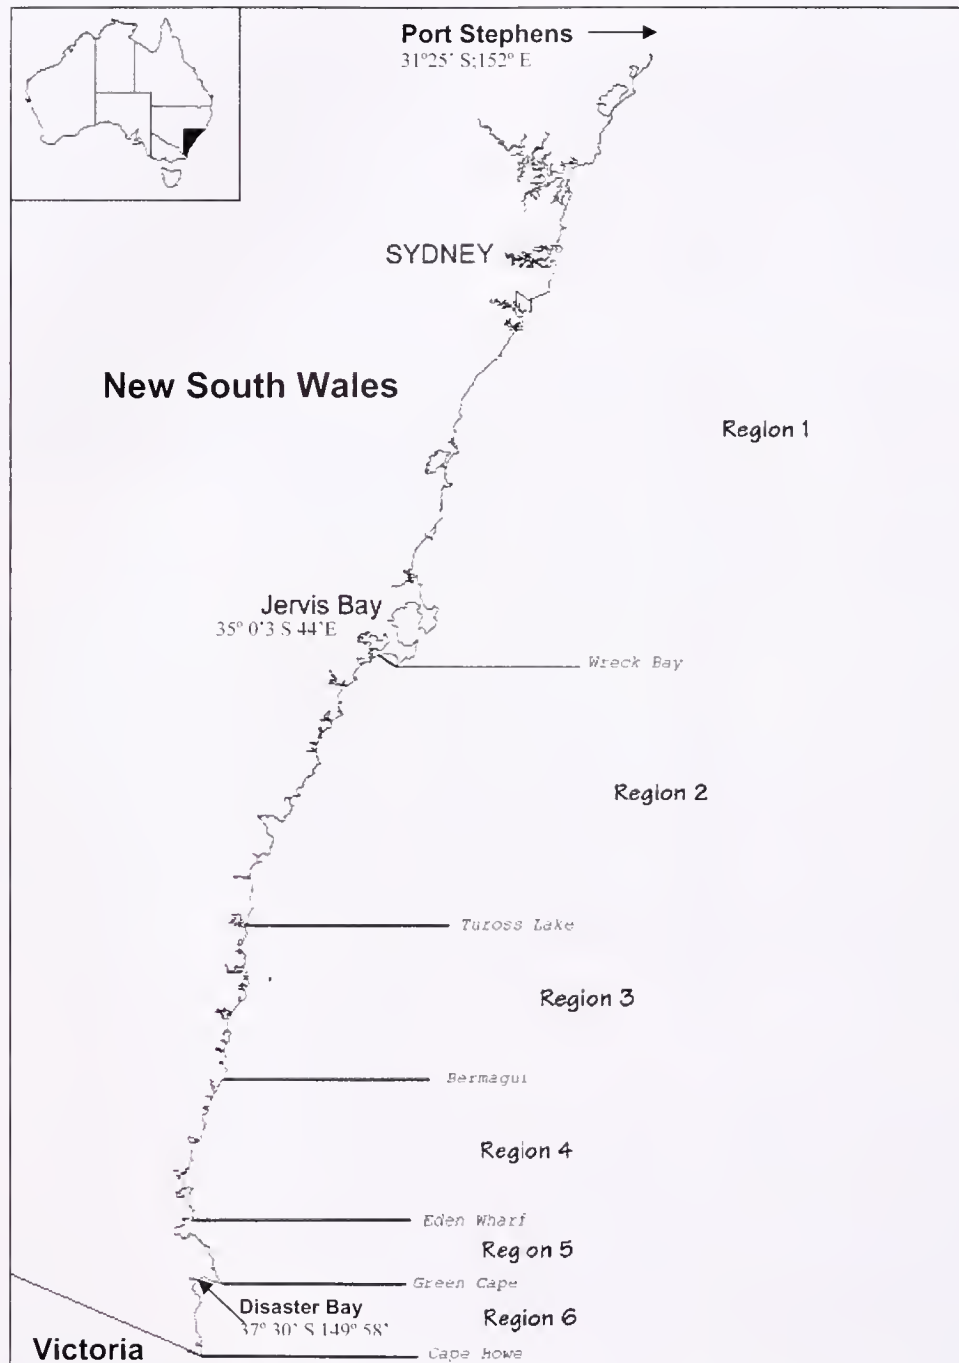 Port Stephens
31°25' S;152° E
SYDNEY
New South Wales
Region 1
Jervis Bay
35° 0'3 S 44'E
Wreck Bay
Region 2
Tuross Lake
Region 3
Bermagui
Region 4
Eden Wharf
Reg on 5
Green Cape
Disaster Bay
37° 30' S 149° 58'
Region 6
Victoria
Cape Howe